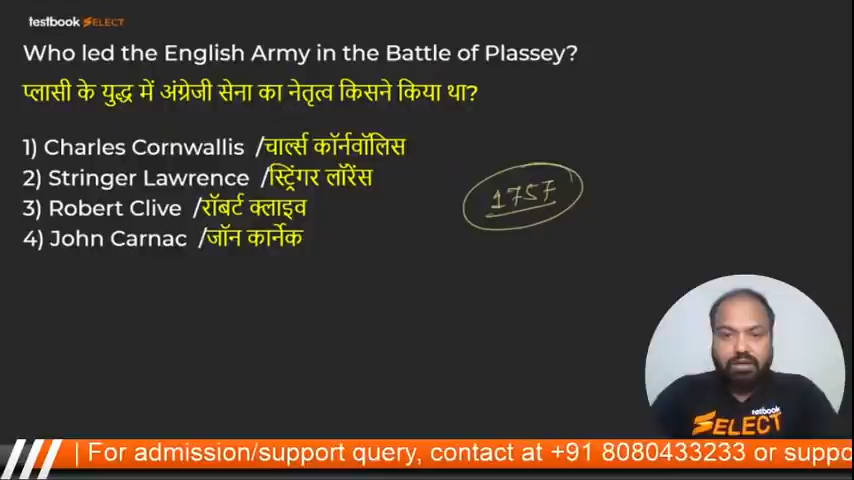 testbook SELECT
Who led the English Army in the Battle of Plassey?
प्लासी के युद्ध में अंग्रेजी सेना का नेतृत्व किसने किया था?
1) Charles Cornwallis /चार्ल्स कॉर्नवॉलिस
2) Stringer Lawrence /स्ट्रिंगर लॉरेंस
3) Robert Clive /रॉबर्ट क्लाइव
4) John Carnac /जॉन कार्नेक
1757
testbook
SELECT
| For admission/support query, contact at +91 8080433233 or suppo